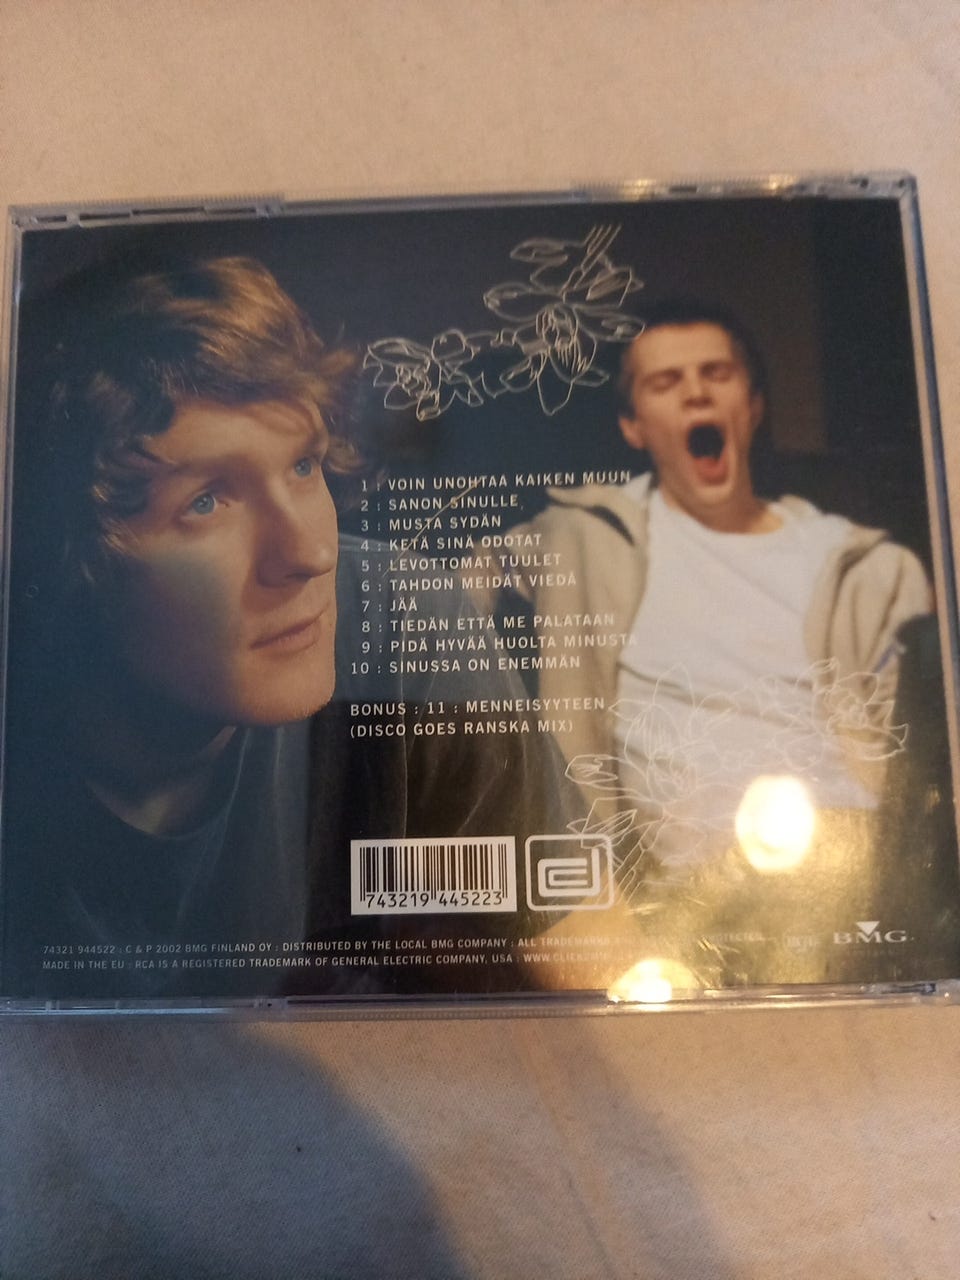 1 : VOIN UNOHTAA KAIKEN MUUN
2 : SANON SINULLE
3 : MUSTA SYDÄN
4 : KETÄ SINÄ ODOTAT
5 : LEVOTTOMAT TUULET
6 : TAHDON MEIDÄT VIEDÄ
7 : JÄÄ
8 : TIEDÄN ETTÄ ME PALATAAN
9 : PIDÄ HYVÄÄ HUOLTA MINUSTA
10 : SINUSSA ON ENEMMÄN
BONUS : 11 : MENNEISYYTEEN
(DISCO GOES RANSKA MIX)
743219 445223
74321 944522 : C & P 2002 BMG FINLAND OY : DISTRIBUTED BY THE LOCAL BMG COMPANY : ALL TRADEMARKS
BMG
MADE IN THE EU : RCA IS A REGISTERED TRADEMARK OF GENERAL ELECTRIC COMPANY, USA :